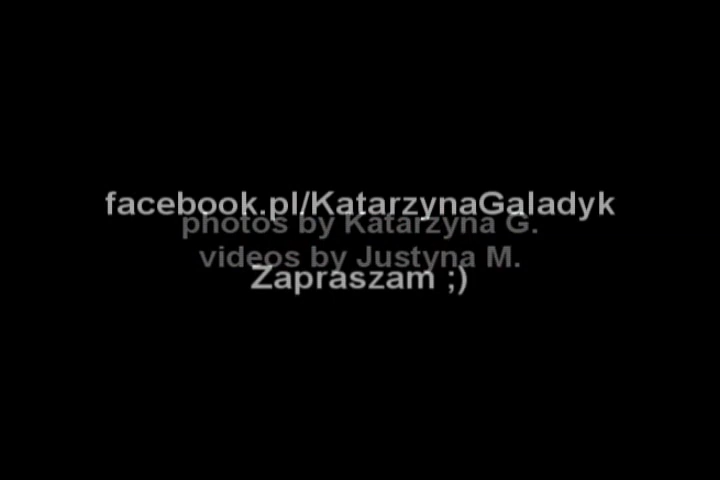 facebook.pl/KatarzynaGaladyk
photos by Katarzyna G.
videos by Justyna M.
Zapraszam ;)